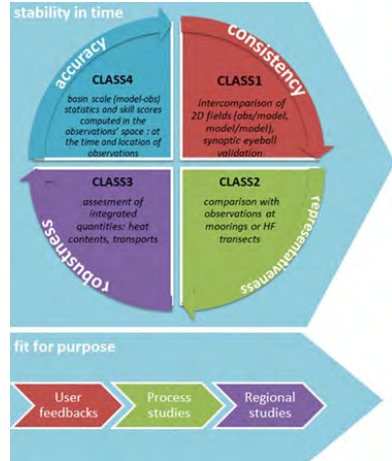 stability in time
accuracy
consistency
CLASS4
basin scale (model-obs)
statistics and skill scores
computed in the
observations' space : at
the time and location of
observations
CLASS1
intercomparison of
2D fields (obs/model,
model/model),
synoptic eyeball
validation
CLASS3
assesment of
integrated
quantities: heat
contents, transports
CLASS2
comparison with
observations at
moorings or HF
transects
robustness
representativeness
fit for purpose
User
feedbacks
Process
studies
Regional
studies